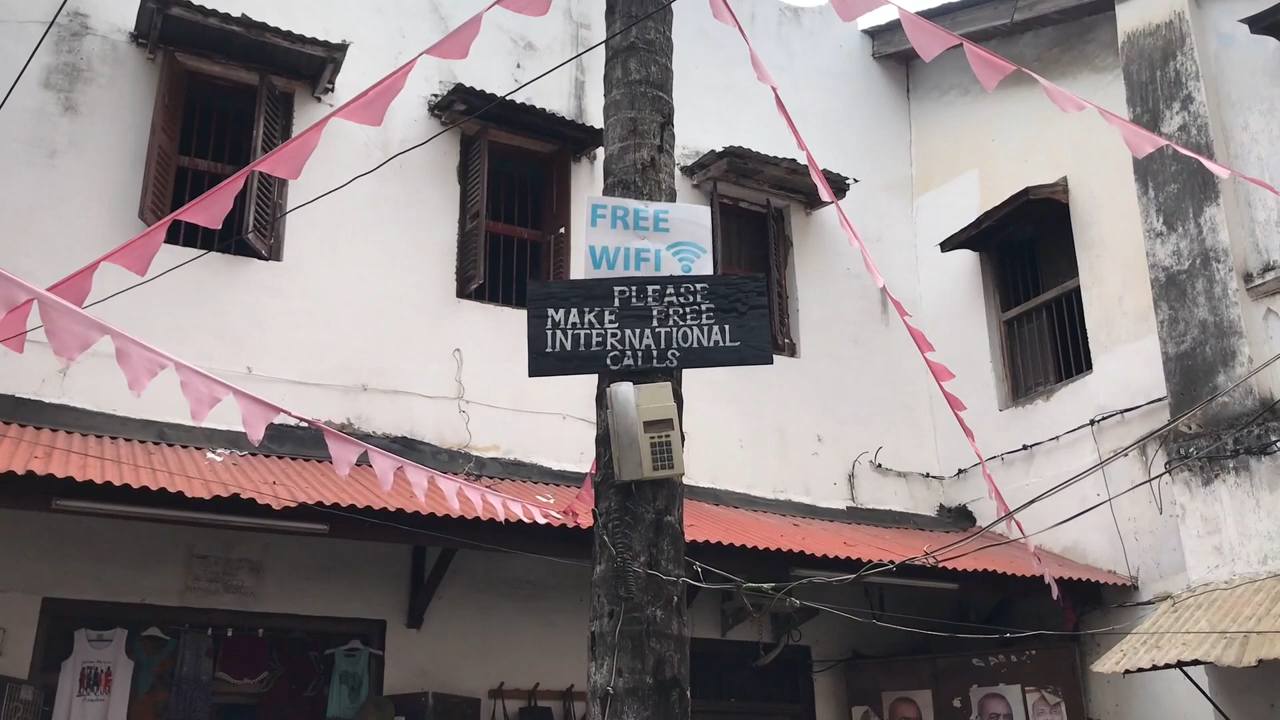 FREE
WIFI
PLEASE
MAKE FREE
INTERNATIONAL
CALLS